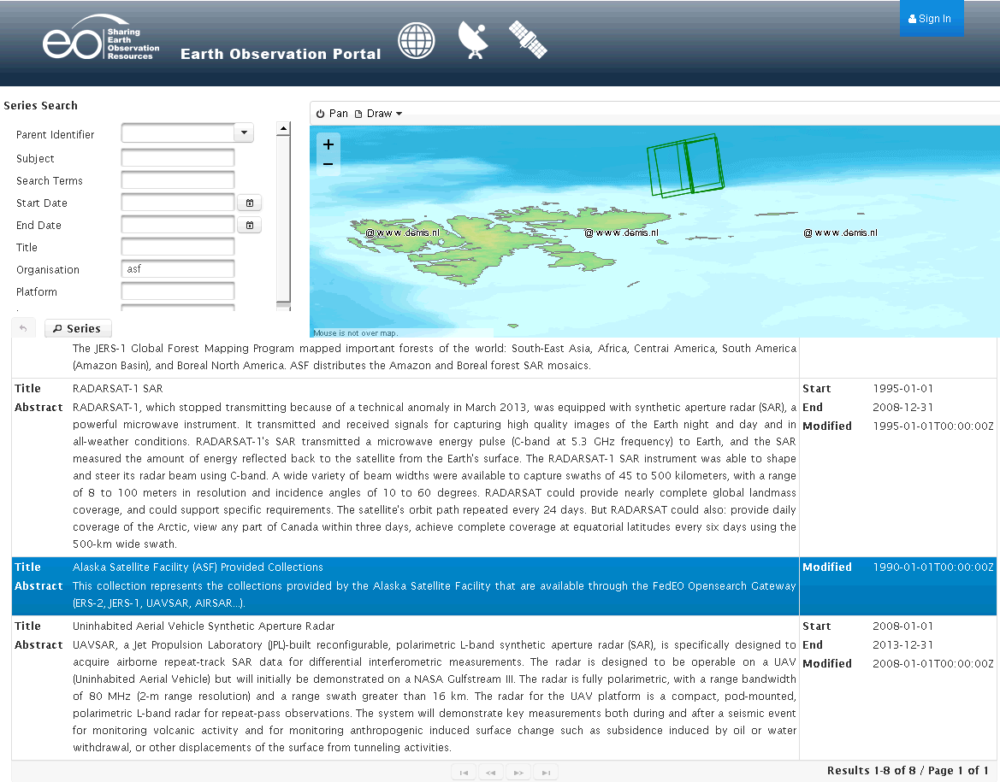 eo Sharing
Earth
Observation
Resources
Earth Observation Portal
Sign In
Series Search
Pan Draw
Parent Identifier
Subject
Search Terms
Start Date
End Date
Title
Organisation asf
Platform
+
−
@ www.demis.nl @ www.demis.nl @ www.demis.nl
Mouse is not over map.
Series
The JERS-1 Global Forest Mapping Program mapped important forests of the world: South-East Asia, Africa, Centrai America, South America
(Amazon Basin), and Boreal North America. ASF distributes the Amazon and Boreal forest SAR mosaics.
Title RADARSAT-1 SAR Start 1995-01-01
Abstract RADARSAT-1, which stopped transmitting because of a technical anomaly in March 2013, was equipped with synthetic aperture radar (SAR), a End 2008-12-31
powerful microwave instrument. It transmitted and received signals for capturing high quality images of the Earth night and day and in Modified 1995-01-01T00:00:00Z
all-weather conditions. RADARSAT-1's SAR transmitted a microwave energy pulse (C-band at 5.3 GHz frequency) to Earth, and the SAR
measured the amount of energy reflected back to the satellite from the Earth's surface. The RADARSAT-1 SAR instrument was able to shape
and steer its radar beam using C-band. A wide variety of beam widths were available to capture swaths of 45 to 500 kilometers, with a range
of 8 to 100 meters in resolution and incidence angles of 10 to 60 degrees. RADARSAT could provide nearly complete global landmass
coverage, and could support specific requirements. The satellite's orbit path repeated every 24 days. But RADARSAT could also: provide daily
coverage of the Arctic, view any part of Canada within three days, achieve complete coverage at equatorial latitudes every six days using the
500-km wide swath.
Title Alaska Satellite Facility (ASF) Provided Collections Modified 1990-01-01T00:00:00Z
Abstract This collection represents the collections provided by the Alaska Satellite Facility that are available through the FedEO Opensearch Gateway
(ERS-2, JERS-1, UAVSAR, AIRSAR...).
Title Uninhabited Aerial Vehicle Synthetic Aperture Radar Start 2008-01-01
Abstract UAVSAR, a Jet Propulsion Laboratory (JPL)-built reconfigurable, polarimetric L-band synthetic aperture radar (SAR), is specifically designed to End 2013-12-31
acquire airborne repeat-track SAR data for differential interferometric measurements. The radar is designed to be operable on a UAV Modified 2008-01-01T00:00:00Z
(Uninhabited Aerial Vehicle) but will initially be demonstrated on a NASA Gulfstream III. The radar is fully polarimetric, with a range bandwidth
of 80 MHz (2-m range resolution) and a range swath greater than 16 km. The radar for the UAV platform is a compact, pod-mounted,
polarimetric L-band radar for repeat-pass observations. The system will demonstrate key measurements both during and after a seismic event
for monitoring volcanic activity and for monitoring anthropogenic induced surface change such as subsidence induced by oil or water
withdrawal, or other displacements of the surface from tunneling activities.
Results 1-8 of 8 / Page 1 of 1